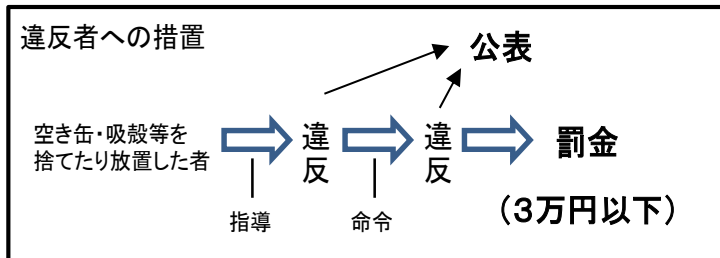 違反者への措置
公表
空き缶・吸殻等を
捨てたり放置した者
違反
違反
罰金
指導
命令
(3万円以下)